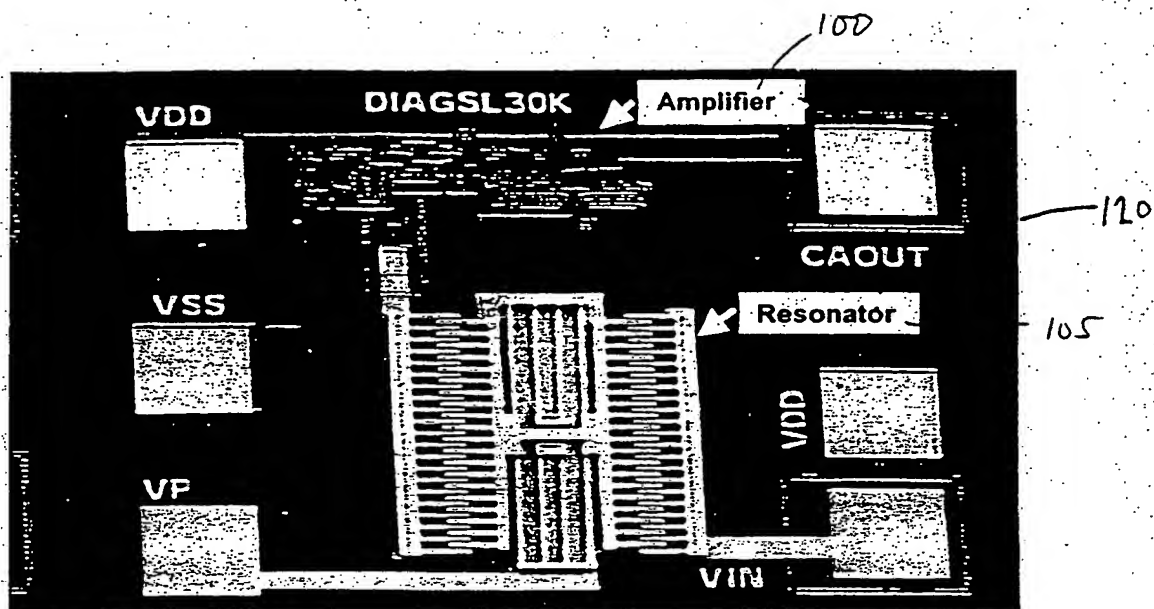 100
DIAGSL30K
Amplifier
VDD
120
CAOUT
VSS
Resonator
105
VDD
VP
VIN